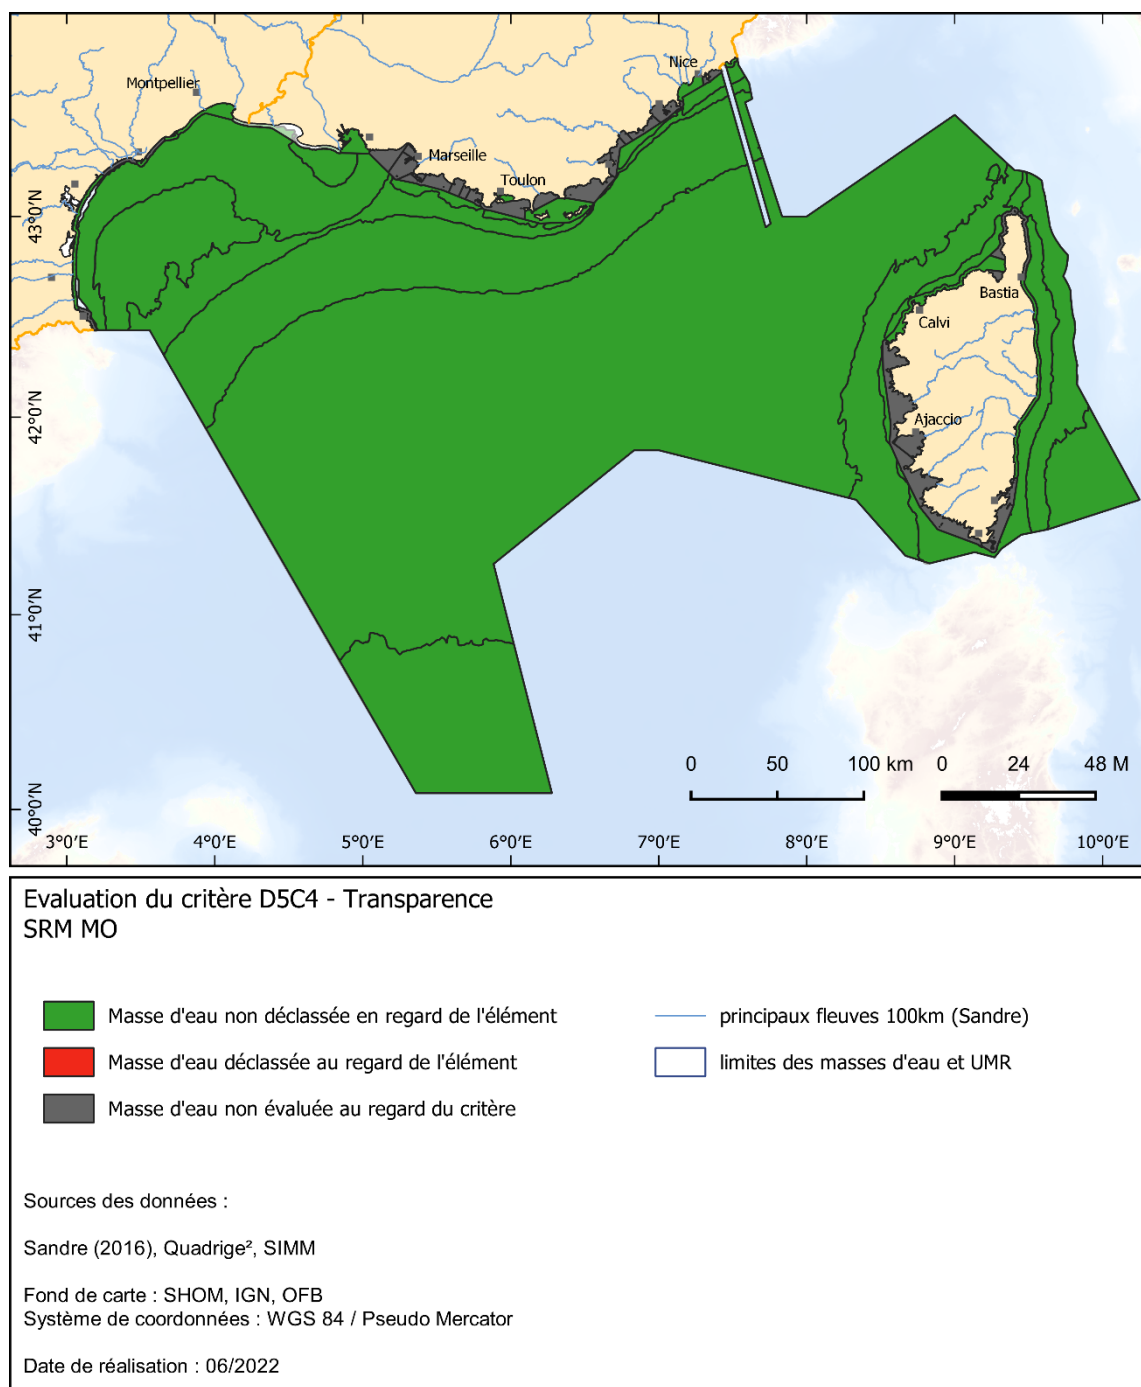 Nice
Montpellier
Marseille
Toulon
Bastia
Calvi
Ajaccio
43°0'N
42°0'N
41°0'N
40°0'N
0 50 100 km 0 24 48 M
3°0'E 4°0'E 5°0'E 6°0'E 7°0'E 8°0'E 9°0'E 10°0'E
Evaluation du critère D5C4 - Transparence
SRM MO
Masse d'eau non déclassée en regard de l'élément
principaux fleuves 100km (Sandre)
Masse d'eau déclassée au regard de l'élément
limites des masses d'eau et UMR
Masse d'eau non évaluée au regard du critère
Sources des données :
Sandre (2016), Quadrige², SIMM
Fond de carte : SHOM, IGN, OFB
Système de coordonnées : WGS 84 / Pseudo Mercator
Date de réalisation : 06/2022